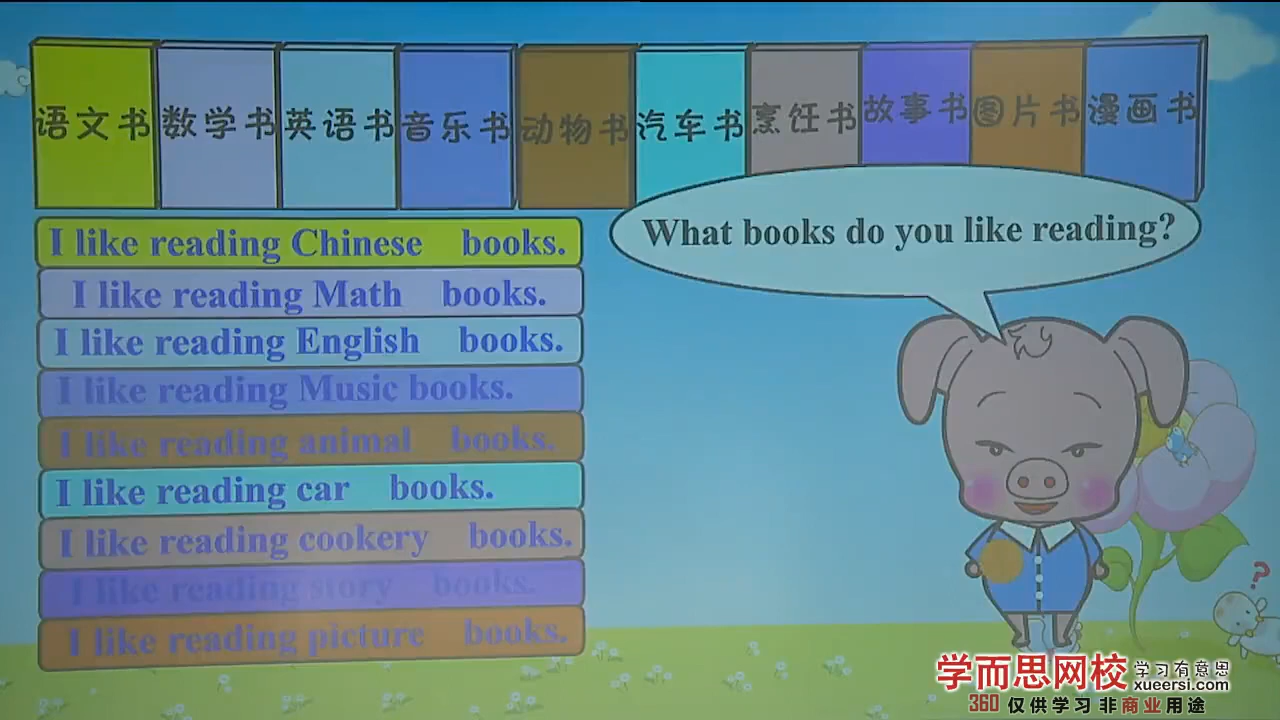 语文书 数学书 英语书 音乐书 动物书 汽车书 烹饪书 故事书 图片书 漫画书
What books do you like reading?
I like reading Chinese books.
I like reading Math books.
I like reading English books.
I like reading Music books.
I like reading animal books.
I like reading car books.
I like reading cookery books.
I like reading story books.
I like reading picture books.
学而思网校 学习有意思
xueersi.com
360 仅供学习 非商业用途
?